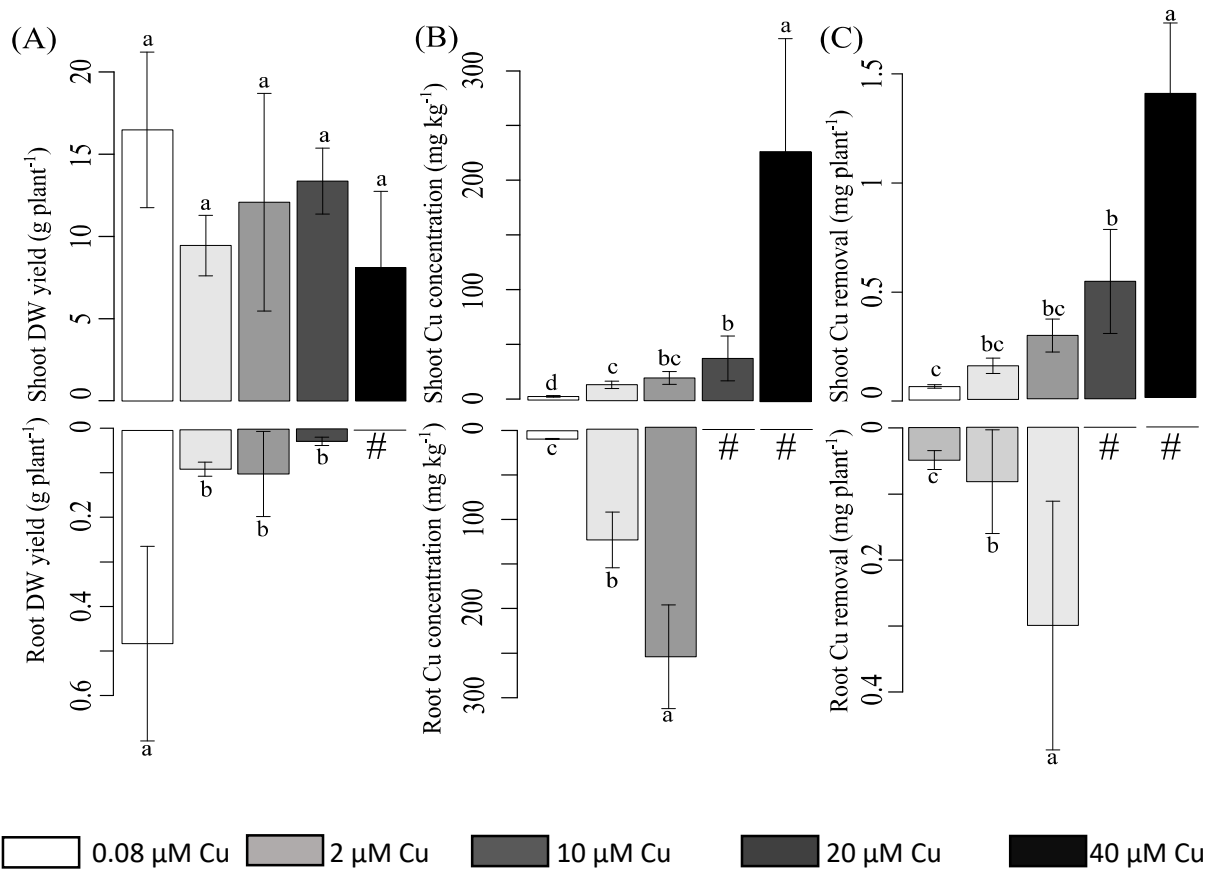 (A)
Shoot DW yield (g plant⁻¹)
20
15
10
5
0
a
a
a
a
a
Root DW yield (g plant⁻¹)
0
0.2
0.4
0.6
a
b
b
b
#
(B)
Shoot Cu concentration (mg kg⁻¹)
300
200
100
0
d
c
bc
b
a
Root Cu concentration (mg kg⁻¹)
0
100
200
300
c
b
a
#
#
(C)
Shoot Cu removal (mg plant⁻¹)
1.5
1
0.5
0
c
bc
bc
b
a
Root Cu removal (mg plant⁻¹)
0
0.2
0.4
c
b
a
#
#
0.08 µM Cu
2 µM Cu
10 µM Cu
20 µM Cu
40 µM Cu